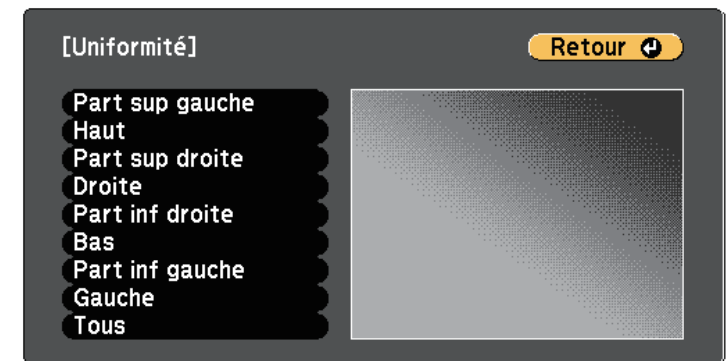 [Uniformité]
Retour
Part sup gauche
Haut
Part sup droite
Droite
Part inf droite
Bas
Part inf gauche
Gauche
Tous